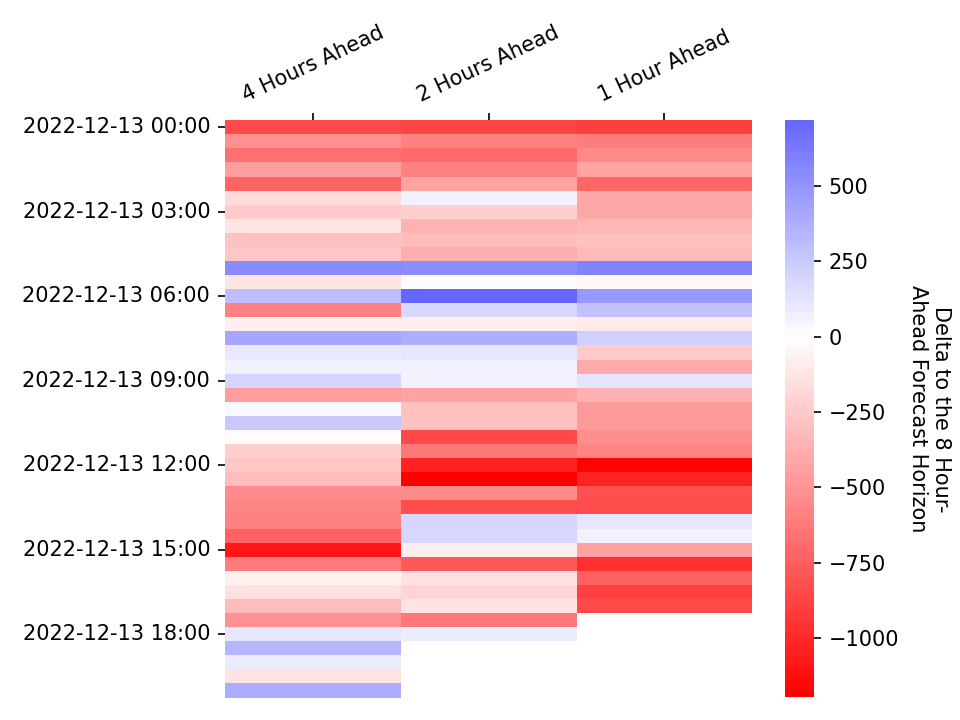 4 Hours Ahead
2 Hours Ahead
1 Hour Ahead
2022-12-13 00:00
2022-12-13 03:00
2022-12-13 06:00
2022-12-13 09:00
2022-12-13 12:00
2022-12-13 15:00
2022-12-13 18:00
500
250
0
−250
−500
−750
−1000
Delta to the 8 Hour-
Ahead Forecast Horizon